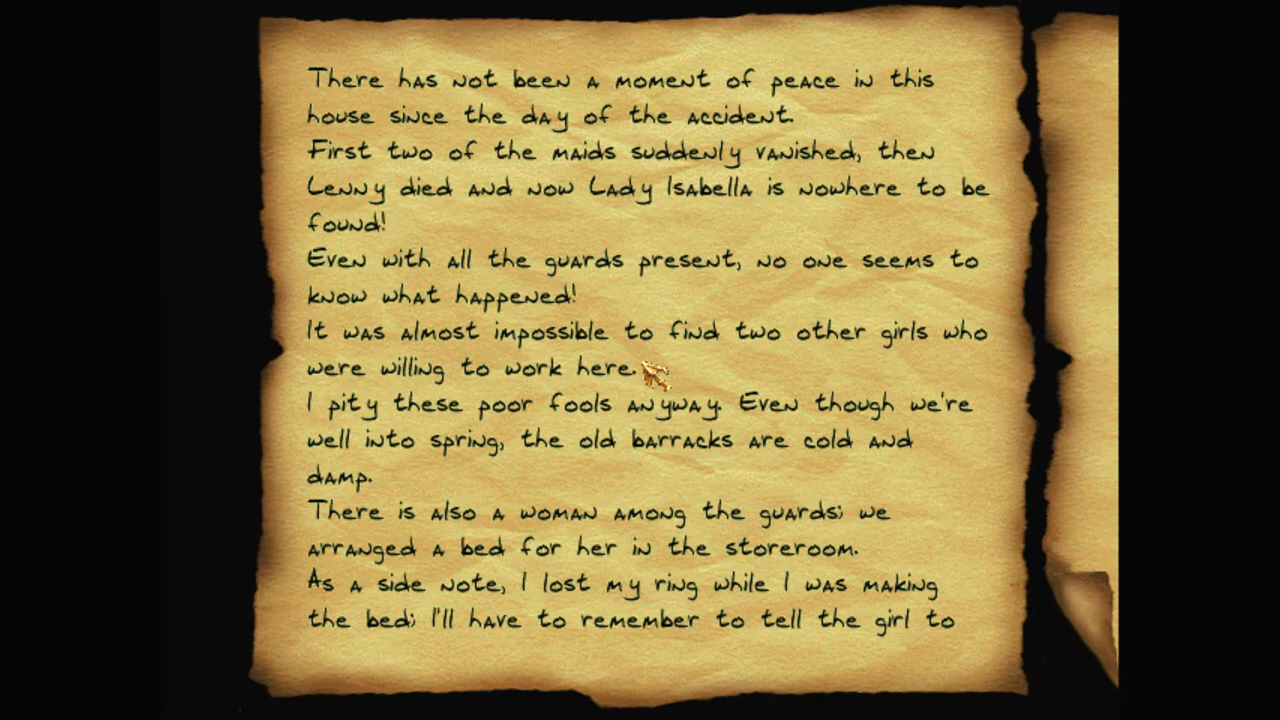 There has not been a moment of peace in this
house since the day of the accident.
First two of the maids suddenly vanished, then
Lenny died and now Lady Isabella is nowhere to be
found!
Even with all the guards present, no one seems to
know what happened!
It was almost impossible to find two other girls who
were willing to work here.
I pity these poor fools anyway. Even though we're
well into spring, the old barracks are cold and
damp.
There is also a woman among the guards; we
arranged a bed for her in the storeroom.
As a side note, I lost my ring while I was making
the bed; I'll have to remember to tell the girl to